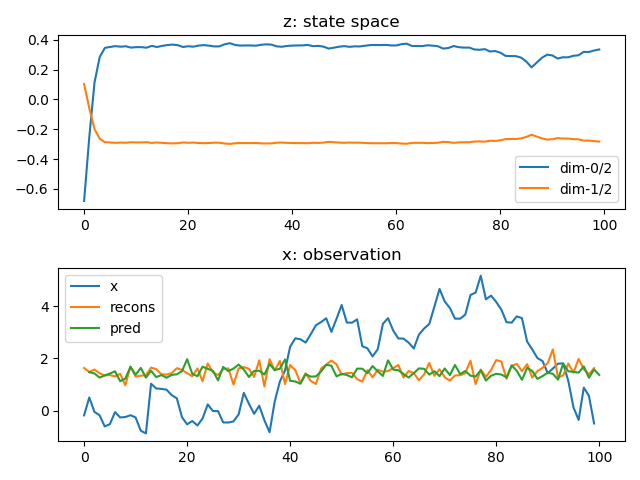 z: state space
0.4
0.2
0.0
−0.2
−0.4
−0.6
dim-0/2
dim-1/2
0 20 40 60 80 100
x: observation
x
recons
pred
4
2
0
0 20 40 60 80 100